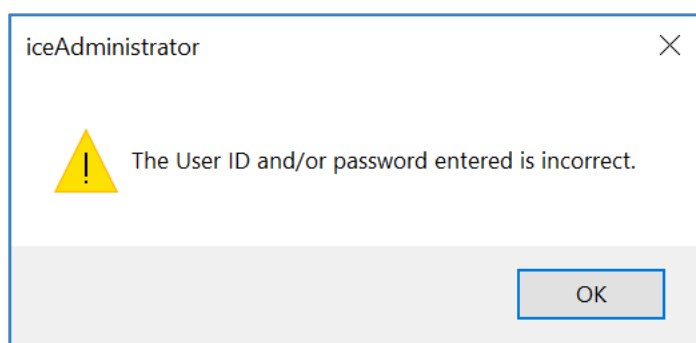 iceAdministrator
The User ID and/or password entered is incorrect.
OK